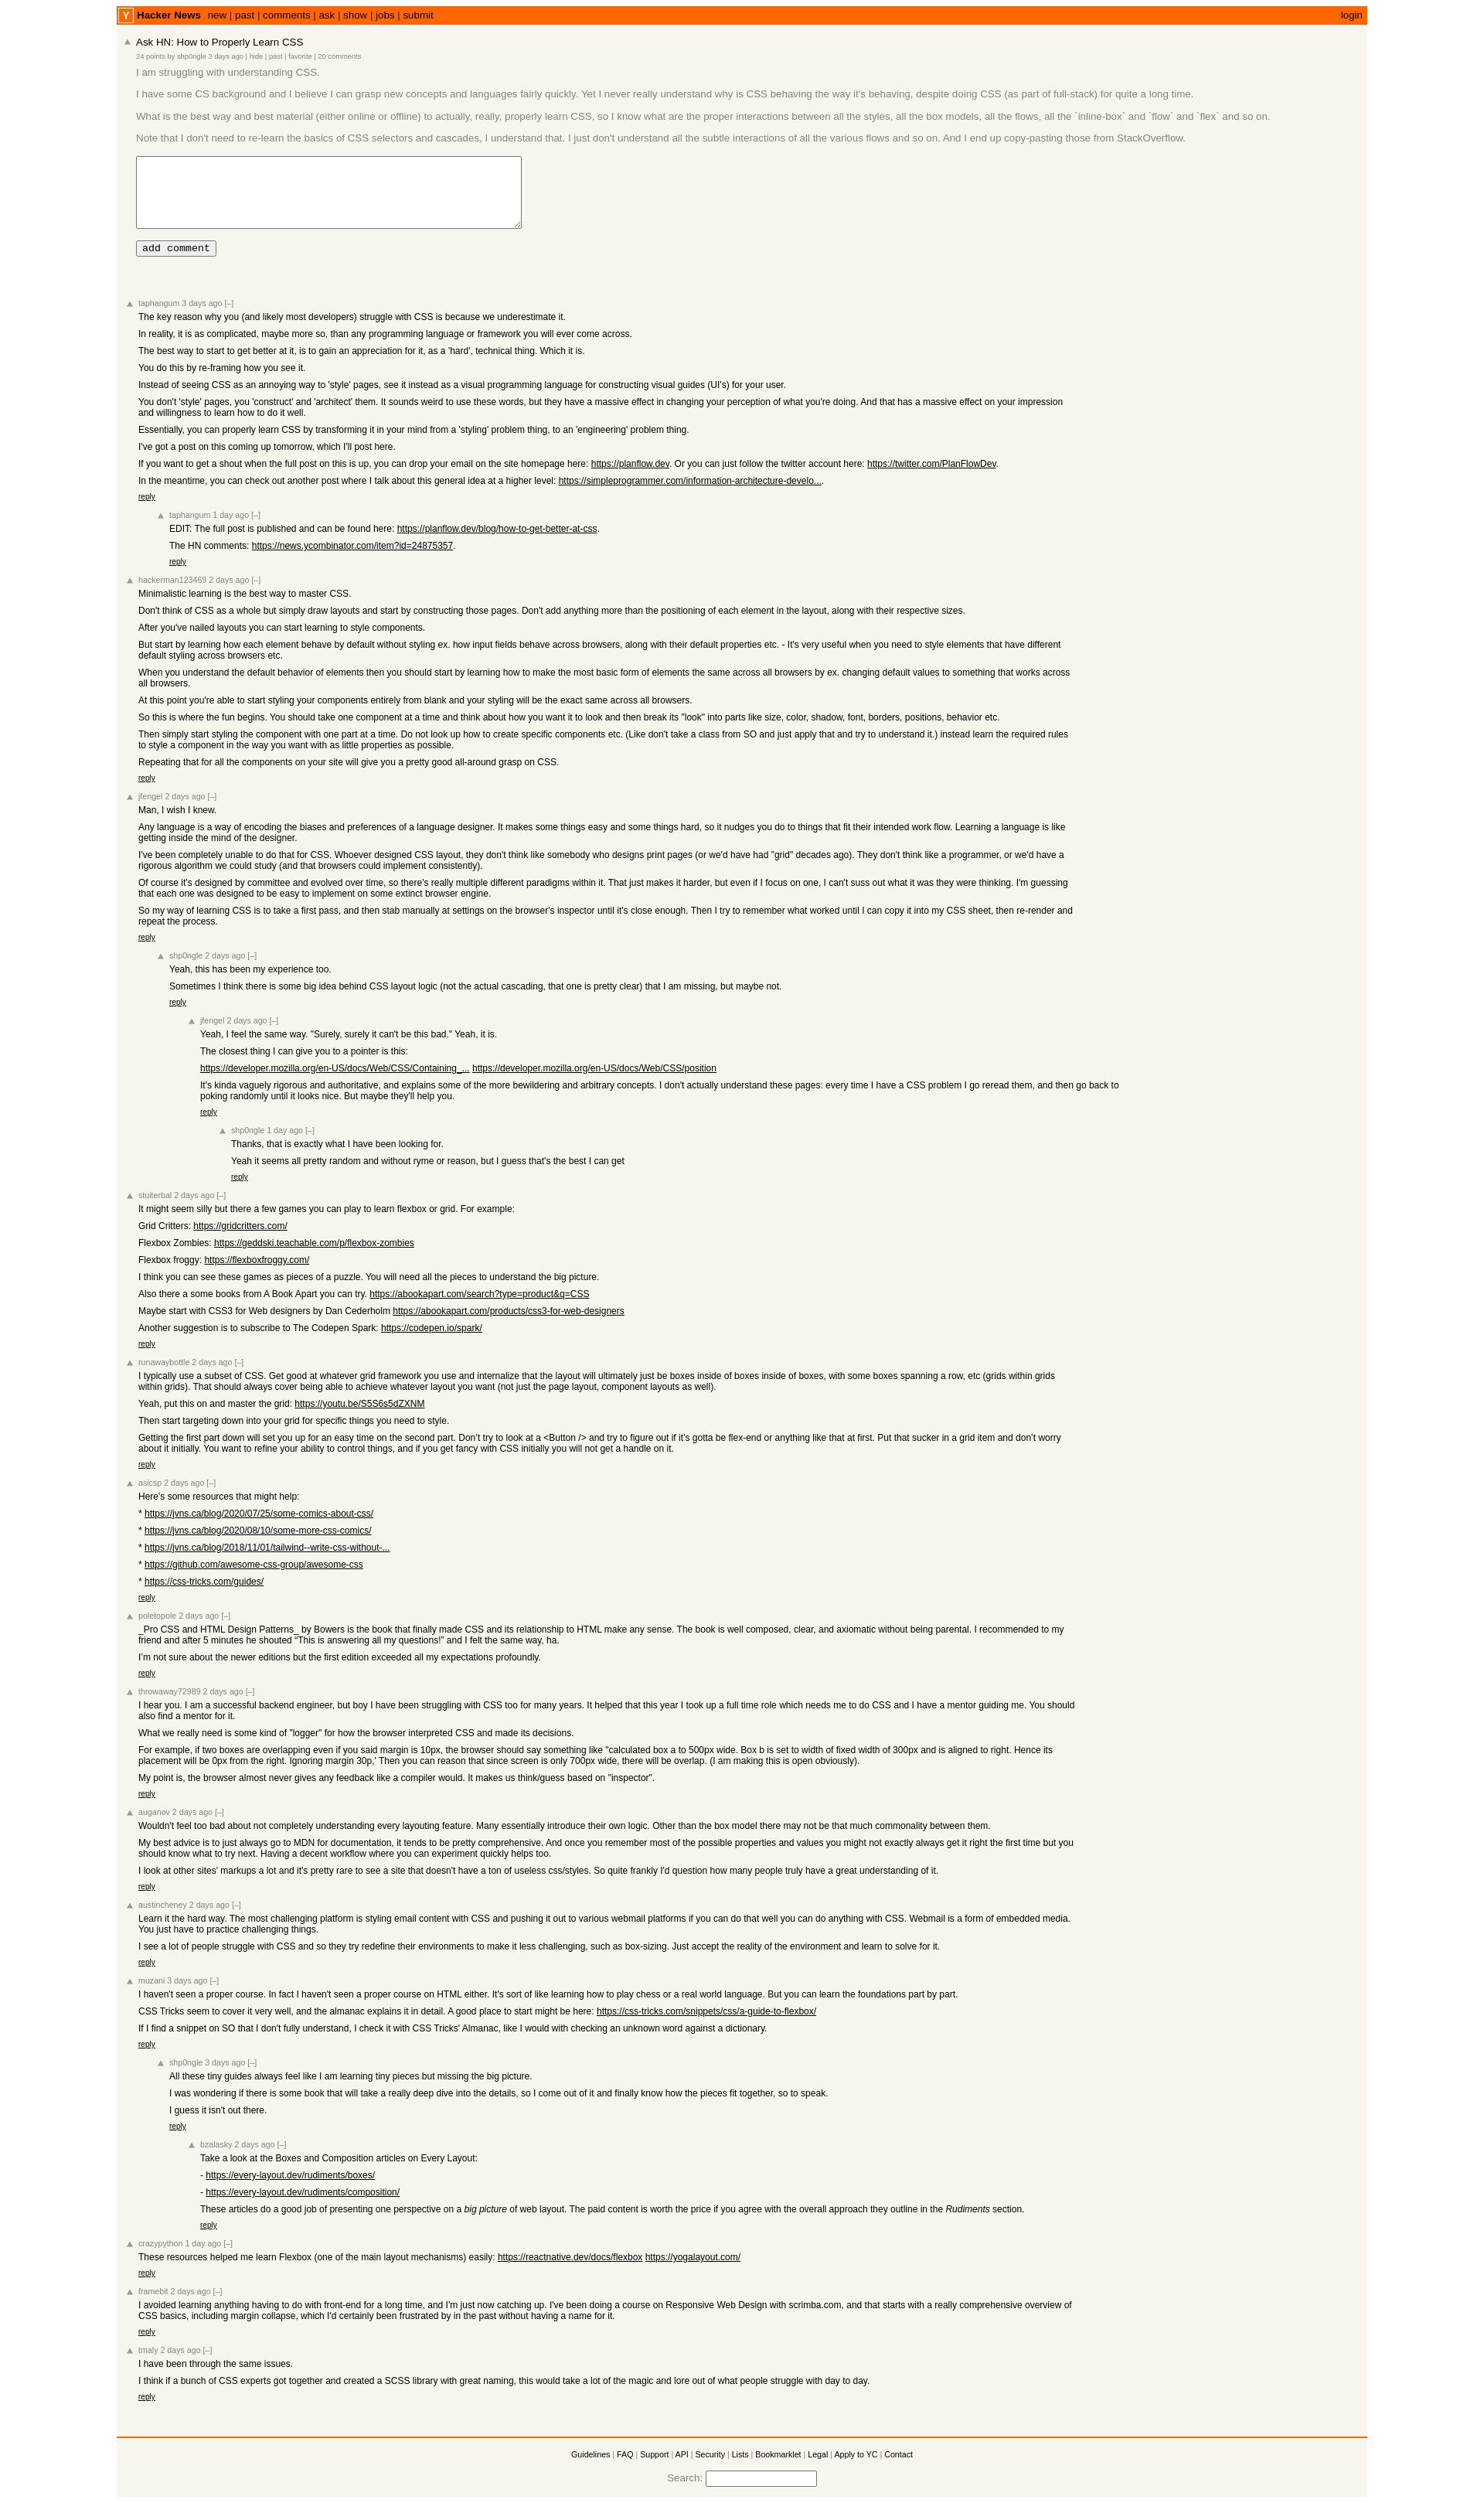 Y Hacker News new | past | comments | ask | show | jobs | submit login
Ask HN: How to Properly Learn CSS
24 points by shp0ngle 3 days ago | hide | past | favorite | 20 comments
I am struggling with understanding CSS.
I have some CS background and I believe I can grasp new concepts and languages fairly quickly. Yet I never really understand why is CSS behaving the way it's behaving, despite doing CSS (as part of full-stack) for quite a long time.
What is the best way and best material (either online or offline) to actually, really, properly learn CSS, so I know what are the proper interactions between all the styles, all the box models, all the flows, all the `inline-box` and `flow` and `flex` and so on.
Note that I don't need to re-learn the basics of CSS selectors and cascades, I understand that. I just don't understand all the subtle interactions of all the various flows and so on. And I end up copy-pasting those from StackOverflow.
add comment
taphangum 3 days ago [–]
The key reason why you (and likely most developers) struggle with CSS is because we underestimate it.
In reality, it is as complicated, maybe more so, than any programming language or framework you will ever come across.
The best way to start to get better at it, is to gain an appreciation for it, as a 'hard', technical thing. Which it is.
You do this by re-framing how you see it.
Instead of seeing CSS as an annoying way to 'style' pages, see it instead as a visual programming language for constructing visual guides (UI's) for your user.
You don't 'style' pages, you 'construct' and 'architect' them. It sounds weird to use these words, but they have a massive effect in changing your perception of what you're doing. And that has a massive effect on your impression
and willingness to learn how to do it well.
Essentially, you can properly learn CSS by transforming it in your mind from a 'styling' problem thing, to an 'engineering' problem thing.
I've got a post on this coming up tomorrow, which I'll post here.
If you want to get a shout when the full post on this is up, you can drop your email on the site homepage here: https://planflow.dev. Or you can just follow the twitter account here: https://twitter.com/PlanFlowDev.
In the meantime, you can check out another post where I talk about this general idea at a higher level: https://simpleprogrammer.com/information-architecture-develo....
reply
taphangum 1 day ago [–]
EDIT: The full post is published and can be found here: https://planflow.dev/blog/how-to-get-better-at-css.
The HN comments: https://news.ycombinator.com/item?id=24875357.
reply
hackerman123469 2 days ago [–]
Minimalistic learning is the best way to master CSS.
Don't think of CSS as a whole but simply draw layouts and start by constructing those pages. Don't add anything more than the positioning of each element in the layout, along with their respective sizes.
After you've nailed layouts you can start learning to style components.
But start by learning how each element behave by default without styling ex. how input fields behave across browsers, along with their default properties etc. - It's very useful when you need to style elements that have different
default styling across browsers etc.
When you understand the default behavior of elements then you should start by learning how to make the most basic form of elements the same across all browsers by ex. changing default values to something that works across
all browsers.
At this point you're able to start styling your components entirely from blank and your styling will be the exact same across all browsers.
So this is where the fun begins. You should take one component at a time and think about how you want it to look and then break its "look" into parts like size, color, shadow, font, borders, positions, behavior etc.
Then simply start styling the component with one part at a time. Do not look up how to create specific components etc. (Like don't take a class from SO and just apply that and try to understand it.) instead learn the required rules
to style a component in the way you want with as little properties as possible.
Repeating that for all the components on your site will give you a pretty good all-around grasp on CSS.
reply
jfengel 2 days ago [–]
Man, I wish I knew.
Any language is a way of encoding the biases and preferences of a language designer. It makes some things easy and some things hard, so it nudges you do to things that fit their intended work flow. Learning a language is like
getting inside the mind of the designer.
I've been completely unable to do that for CSS. Whoever designed CSS layout, they don't think like somebody who designs print pages (or we'd have had "grid" decades ago). They don't think like a programmer, or we'd have a
rigorous algorithm we could study (and that browsers could implement consistently).
Of course it's designed by committee and evolved over time, so there's really multiple different paradigms within it. That just makes it harder, but even if I focus on one, I can't suss out what it was they were thinking. I'm guessing
that each one was designed to be easy to implement on some extinct browser engine.
So my way of learning CSS is to take a first pass, and then stab manually at settings on the browser's inspector until it's close enough. Then I try to remember what worked until I can copy it into my CSS sheet, then re-render and
repeat the process.
reply
shp0ngle 2 days ago [–]
Yeah, this has been my experience too.
Sometimes I think there is some big idea behind CSS layout logic (not the actual cascading, that one is pretty clear) that I am missing, but maybe not.
reply
jfengel 2 days ago [–]
Yeah, I feel the same way. "Surely, surely it can't be this bad." Yeah, it is.
The closest thing I can give you to a pointer is this:
https://developer.mozilla.org/en-US/docs/Web/CSS/Containing_... https://developer.mozilla.org/en-US/docs/Web/CSS/position
It's kinda vaguely rigorous and authoritative, and explains some of the more bewildering and arbitrary concepts. I don't actually understand these pages: every time I have a CSS problem I go reread them, and then go back to
poking randomly until it looks nice. But maybe they'll help you.
reply
shp0ngle 1 day ago [–]
Thanks, that is exactly what I have been looking for.
Yeah it seems all pretty random and without ryme or reason, but I guess that's the best I can get
reply
stuiterbal 2 days ago [–]
It might seem silly but there a few games you can play to learn flexbox or grid. For example:
Grid Critters: https://gridcritters.com/
Flexbox Zombies: https://geddski.teachable.com/p/flexbox-zombies
Flexbox froggy: https://flexboxfroggy.com/
I think you can see these games as pieces of a puzzle. You will need all the pieces to understand the big picture.
Also there a some books from A Book Apart you can try. https://abookapart.com/search?type=product&q=CSS
Maybe start with CSS3 for Web designers by Dan Cederholm https://abookapart.com/products/css3-for-web-designers
Another suggestion is to subscribe to The Codepen Spark: https://codepen.io/spark/
reply
runawaybottle 2 days ago [–]
I typically use a subset of CSS. Get good at whatever grid framework you use and internalize that the layout will ultimately just be boxes inside of boxes inside of boxes, with some boxes spanning a row, etc (grids within grids
within grids). That should always cover being able to achieve whatever layout you want (not just the page layout, component layouts as well).
Yeah, put this on and master the grid: https://youtu.be/S5S6s5dZXNM
Then start targeting down into your grid for specific things you need to style.
Getting the first part down will set you up for an easy time on the second part. Don’t try to look at a <Button /> and try to figure out if it’s gotta be flex-end or anything like that at first. Put that sucker in a grid item and don’t worry
about it initially. You want to refine your ability to control things, and if you get fancy with CSS initially you will not get a handle on it.
reply
asicsp 2 days ago [–]
Here's some resources that might help:
* https://jvns.ca/blog/2020/07/25/some-comics-about-css/
* https://jvns.ca/blog/2020/08/10/some-more-css-comics/
* https://jvns.ca/blog/2018/11/01/tailwind--write-css-without-...
* https://github.com/awesome-css-group/awesome-css
* https://css-tricks.com/guides/
reply
poletopole 2 days ago [–]
_Pro CSS and HTML Design Patterns_ by Bowers is the book that finally made CSS and its relationship to HTML make any sense. The book is well composed, clear, and axiomatic without being parental. I recommended to my
friend and after 5 minutes he shouted “This is answering all my questions!” and I felt the same way, ha.
I’m not sure about the newer editions but the first edition exceeded all my expectations profoundly.
reply
throwaway72989 2 days ago [–]
I hear you. I am a successful backend engineer, but boy I have been struggling with CSS too for many years. It helped that this year I took up a full time role which needs me to do CSS and I have a mentor guiding me. You should
also find a mentor for it.
What we really need is some kind of "logger" for how the browser interpreted CSS and made its decisions.
For example, if two boxes are overlapping even if you said margin is 10px, the browser should say something like "calculated box a to 500px wide. Box b is set to width of fixed width of 300px and is aligned to right. Hence its
placement will be 0px from the right. Ignoring margin 30p,' Then you can reason that since screen is only 700px wide, there will be overlap. (I am making this is open obviously).
My point is, the browser almost never gives any feedback like a compiler would. It makes us think/guess based on "inspector".
reply
auganov 2 days ago [–]
Wouldn't feel too bad about not completely understanding every layouting feature. Many essentially introduce their own logic. Other than the box model there may not be that much commonality between them.
My best advice is to just always go to MDN for documentation, it tends to be pretty comprehensive. And once you remember most of the possible properties and values you might not exactly always get it right the first time but you
should know what to try next. Having a decent workflow where you can experiment quickly helps too.
I look at other sites' markups a lot and it's pretty rare to see a site that doesn't have a ton of useless css/styles. So quite frankly I'd question how many people truly have a great understanding of it.
reply
austincheney 2 days ago [–]
Learn it the hard way. The most challenging platform is styling email content with CSS and pushing it out to various webmail platforms if you can do that well you can do anything with CSS. Webmail is a form of embedded media.
You just have to practice challenging things.
I see a lot of people struggle with CSS and so they try redefine their environments to make it less challenging, such as box-sizing. Just accept the reality of the environment and learn to solve for it.
reply
muzani 3 days ago [–]
I haven't seen a proper course. In fact I haven't seen a proper course on HTML either. It's sort of like learning how to play chess or a real world language. But you can learn the foundations part by part.
CSS Tricks seem to cover it very well, and the almanac explains it in detail. A good place to start might be here: https://css-tricks.com/snippets/css/a-guide-to-flexbox/
If I find a snippet on SO that I don't fully understand, I check it with CSS Tricks' Almanac, like I would with checking an unknown word against a dictionary.
reply
shp0ngle 3 days ago [–]
All these tiny guides always feel like I am learning tiny pieces but missing the big picture.
I was wondering if there is some book that will take a really deep dive into the details, so I come out of it and finally know how the pieces fit together, so to speak.
I guess it isn't out there.
reply
bzalasky 2 days ago [–]
Take a look at the Boxes and Composition articles on Every Layout:
- https://every-layout.dev/rudiments/boxes/
- https://every-layout.dev/rudiments/composition/
These articles do a good job of presenting one perspective on a big picture of web layout. The paid content is worth the price if you agree with the overall approach they outline in the Rudiments section.
reply
crazypython 1 day ago [–]
These resources helped me learn Flexbox (one of the main layout mechanisms) easily: https://reactnative.dev/docs/flexbox https://yogalayout.com/
reply
framebit 2 days ago [–]
I avoided learning anything having to do with front-end for a long time, and I'm just now catching up. I've been doing a course on Responsive Web Design with scrimba.com, and that starts with a really comprehensive overview of
CSS basics, including margin collapse, which I'd certainly been frustrated by in the past without having a name for it.
reply
tmaly 2 days ago [–]
I have been through the same issues.
I think if a bunch of CSS experts got together and created a SCSS library with great naming, this would take a lot of the magic and lore out of what people struggle with day to day.
reply
Guidelines | FAQ | Support | API | Security | Lists | Bookmarklet | Legal | Apply to YC | Contact
Search: